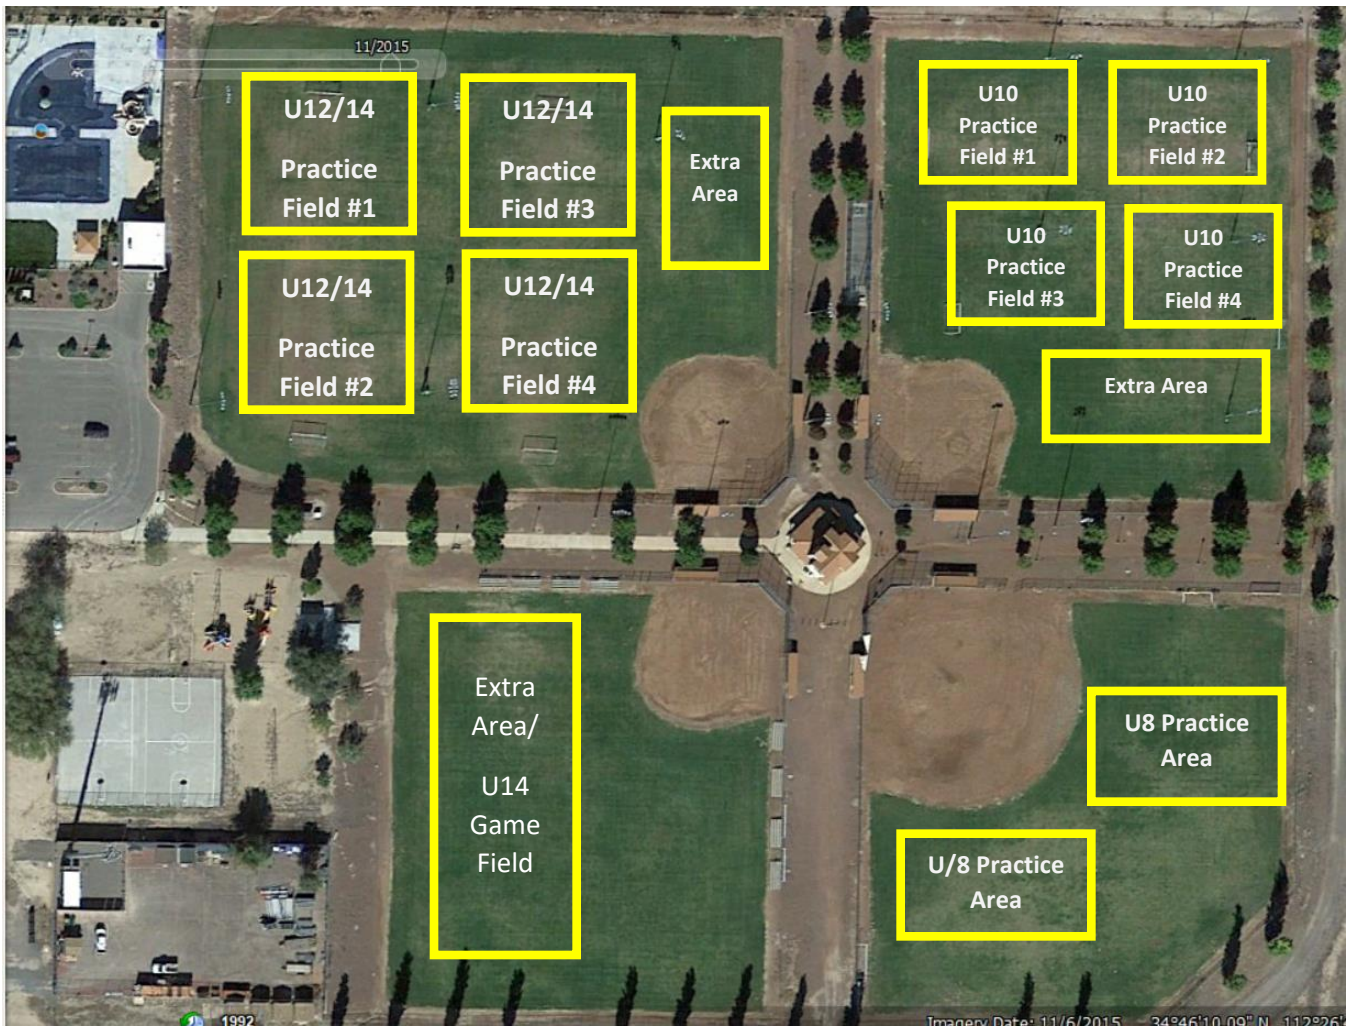 11/2015
U12/14
Practice
Field #1
U12/14
Practice
Field #3
Extra
Area
U10
Practice
Field #1
U10
Practice
Field #2
U12/14
Practice
Field #2
U12/14
Practice
Field #4
U10
Practice
Field #3
U10
Practice
Field #4
Extra Area
Extra
Area/
U14
Game
Field
U8 Practice
Area
U/8 Practice
Area
1992
Imagery Date: 11/6/2015 34°46'10.09" N 112°26'